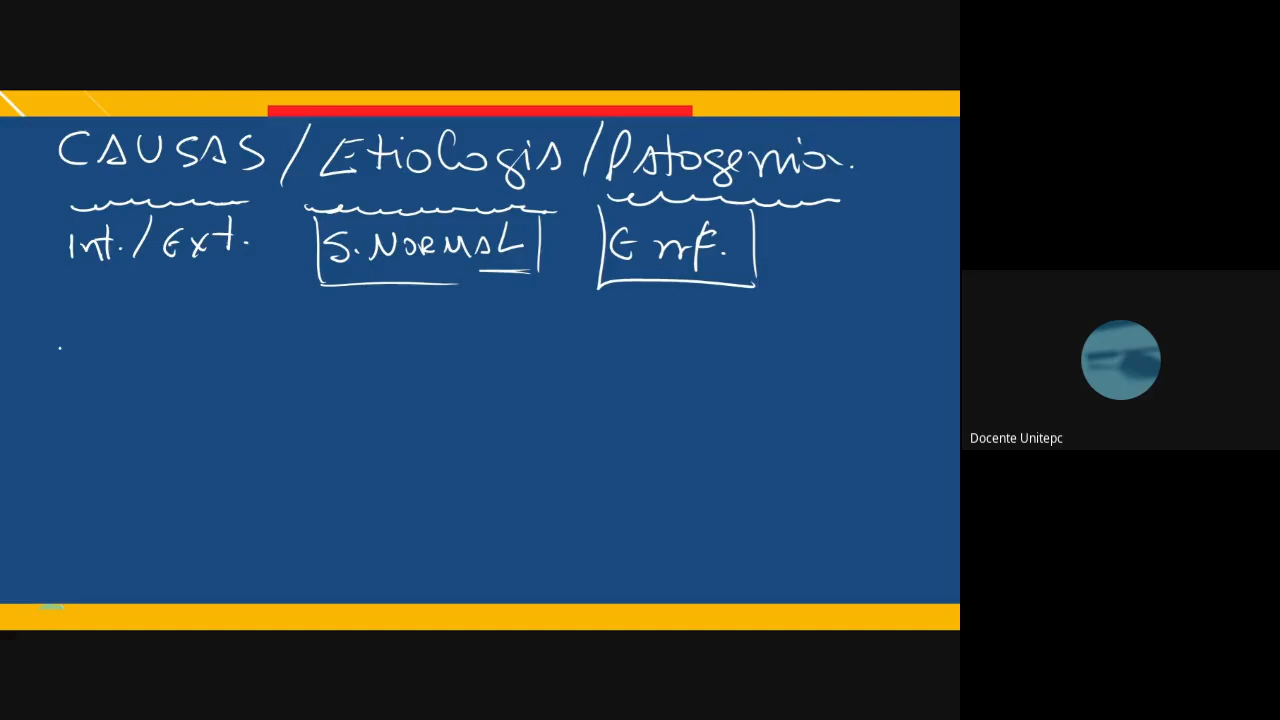 CAUSAS / Etiologia / Patogenia.
Int. / Ext. S. NORMAL Enf.
Docente Unitepc